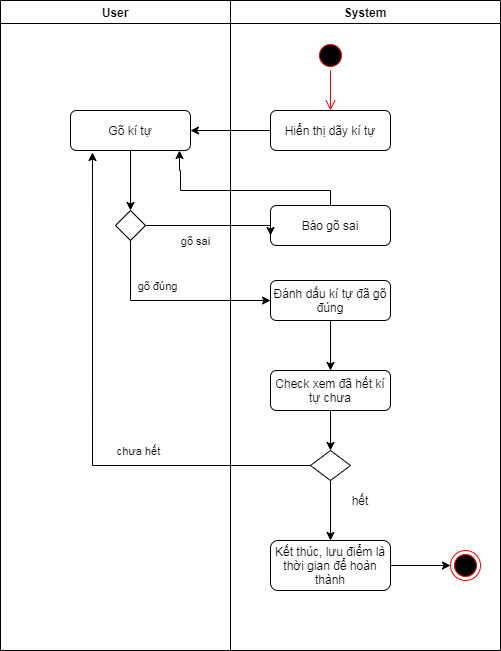 User
System
Hiển thị dãy kí tự
Gõ kí tự
Báo gõ sai
gõ sai
gõ đúng
Đánh dấu kí tự đã gõ
đúng
Check xem đã hết kí
tự chưa
chưa hết
hết
Kết thúc, lưu điểm là
thời gian để hoàn
thành